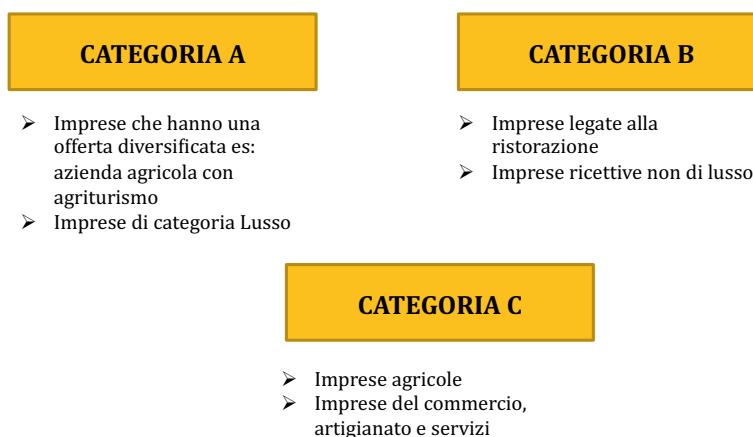 CATEGORIA A
➢ Imprese che hanno una
offerta diversificata es:
azienda agricola con
agriturismo
➢ Imprese di categoria Lusso
CATEGORIA B
➢ Imprese legate alla
ristorazione
➢ Imprese ricettive non di lusso
CATEGORIA C
➢ Imprese agricole
➢ Imprese del commercio,
artigianato e servizi